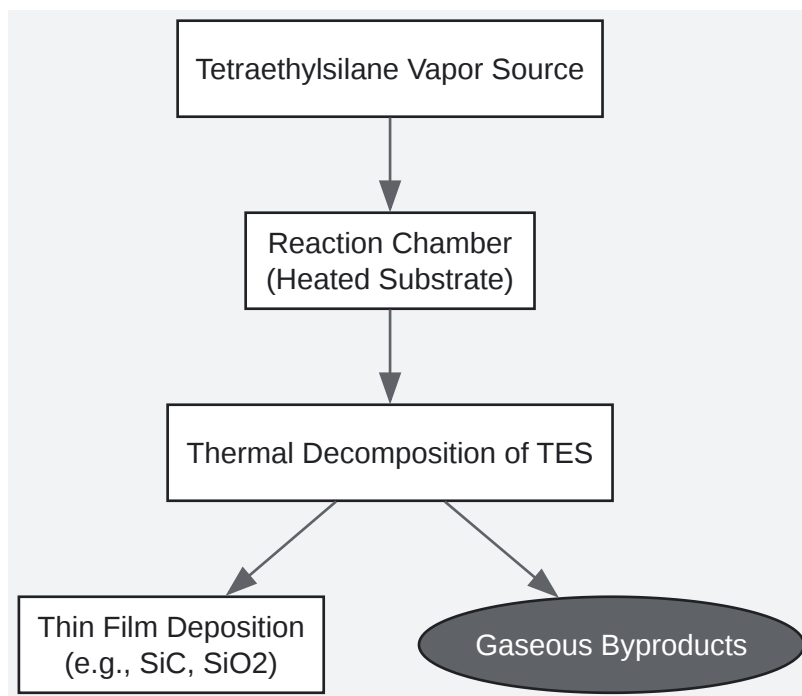 Tetraethylsilane Vapor Source
Reaction Chamber
(Heated Substrate)
Thermal Decomposition of TES
Thin Film Deposition
(e.g., SiC, SiO2)
Gaseous Byproducts